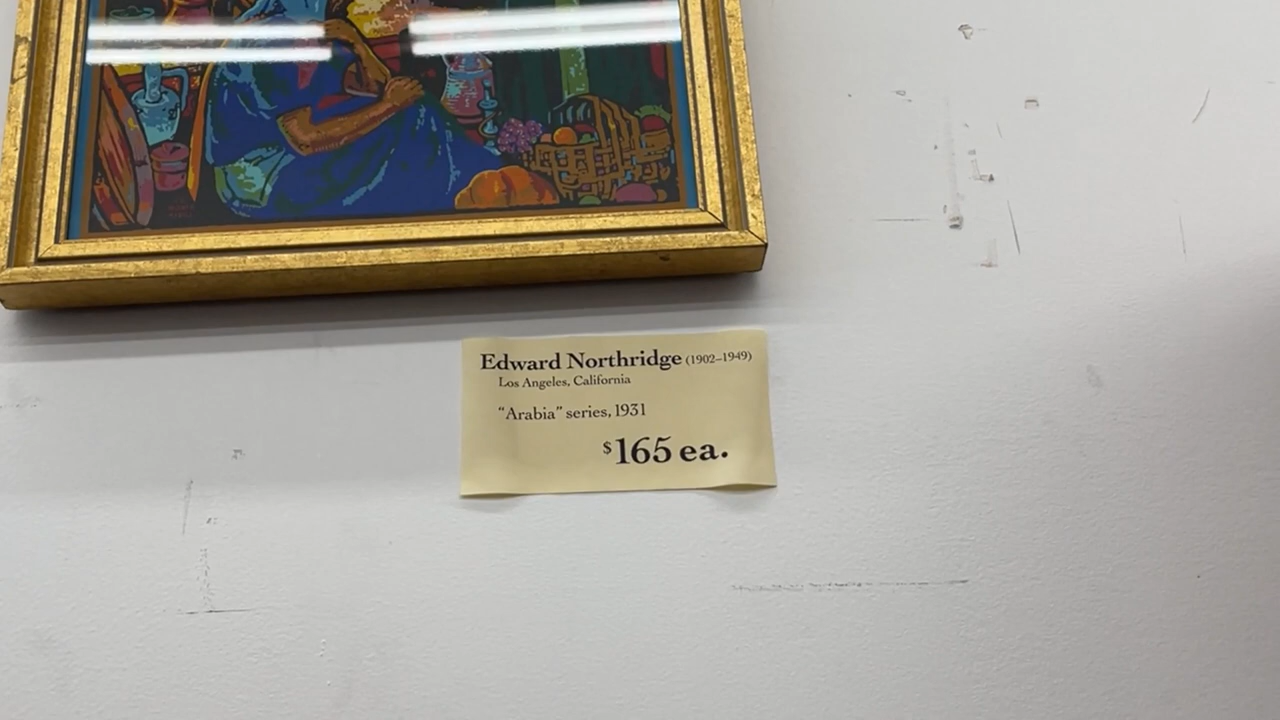 Edward Northridge (1902–1949)
Los Angeles, California
“Arabia” series, 1931
$165 ea.